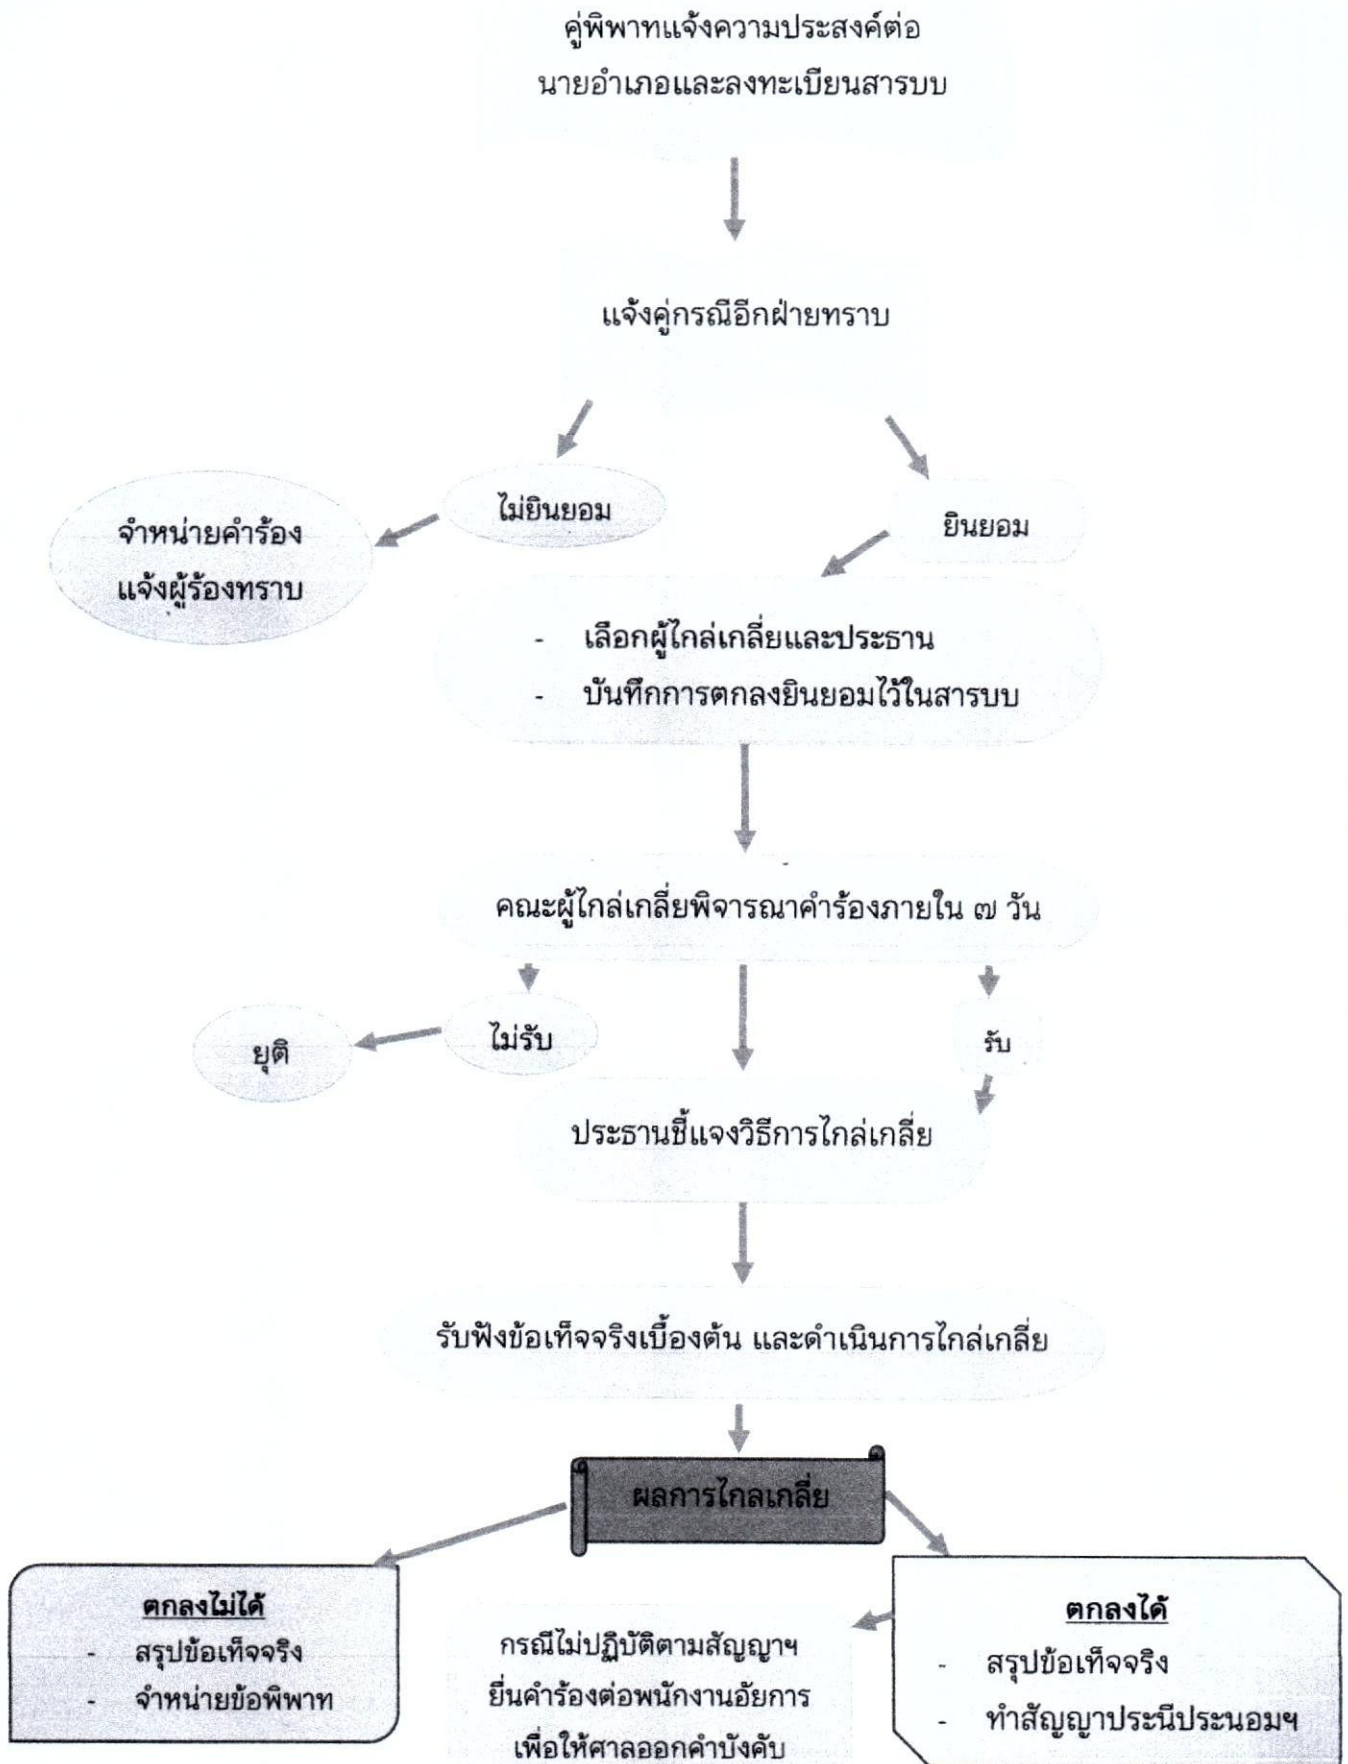 คู่พิพาทแจ้งความประสงค์ต่อ
นายอำเภอและลงทะเบียนสารบบ
แจ้งคู่กรณีอีกฝ่ายทราบ
ไม่ยินยอม
ยินยอม
จำหน่ายคำร้อง
แจ้งผู้ร้องทราบ
- เลือกผู้ไกล่เกลี่ยและประธาน
- บันทึกการตกลงยินยอมไว้ในสารบบ
คณะผู้ไกล่เกลี่ยพิจารณาคำร้องภายใน ๗ วัน
ยุติ
ไม่รับ
รับ
ประธานชี้แจงวิธีการไกล่เกลี่ย
รับฟังข้อเท็จจริงเบื้องต้น และดำเนินการไกล่เกลี่ย
ผลการไกลเกลี่ย
ตกลงไม่ได้
- สรุปข้อเท็จจริง
- จำหน่ายข้อพิพาท
กรณีไม่ปฏิบัติตามสัญญาฯ
ยื่นคำร้องต่อพนักงานอัยการ
เพื่อให้ศาลออกคำบังคับ
ตกลงได้
- สรุปข้อเท็จจริง
- ทำสัญญาประนีประนอมฯ